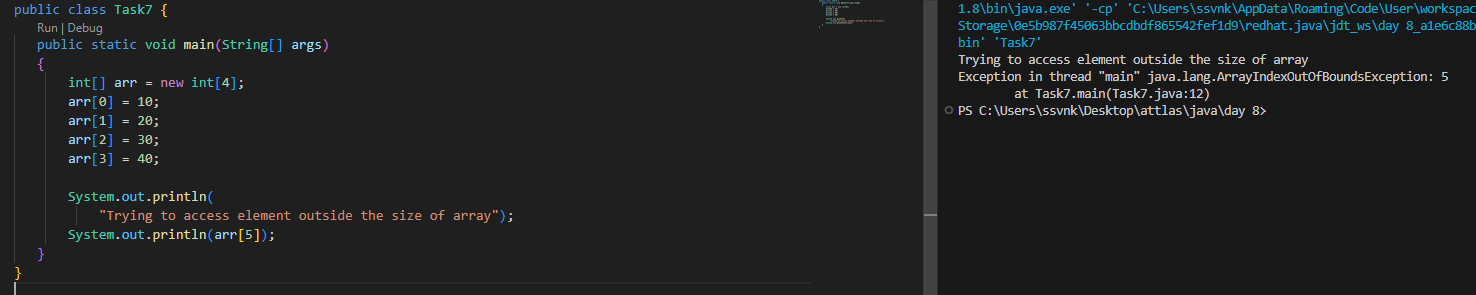 public class Task7 {
Run | Debug
public static void main(String[] args)
{
int[] arr = new int[4];
arr[0] = 10;
arr[1] = 20;
arr[2] = 30;
arr[3] = 40;
System.out.println(
"Trying to access element outside the size of array");
System.out.println(arr[5]);
}
}
1.8\bin\java.exe' '-cp' 'C:\Users\ssvnk\AppData\Roaming\Code\User\workspac
Storage\0e5b987f45063bbcdbdf865542fef1d9\redhat.java\jdt_ws\day 8_a1e6c88b
bin' 'Task7'
Trying to access element outside the size of array
Exception in thread "main" java.lang.ArrayIndexOutOfBoundsException: 5
at Task7.main(Task7.java:12)
PS C:\Users\ssvnk\Desktop\attlas\java\day 8>